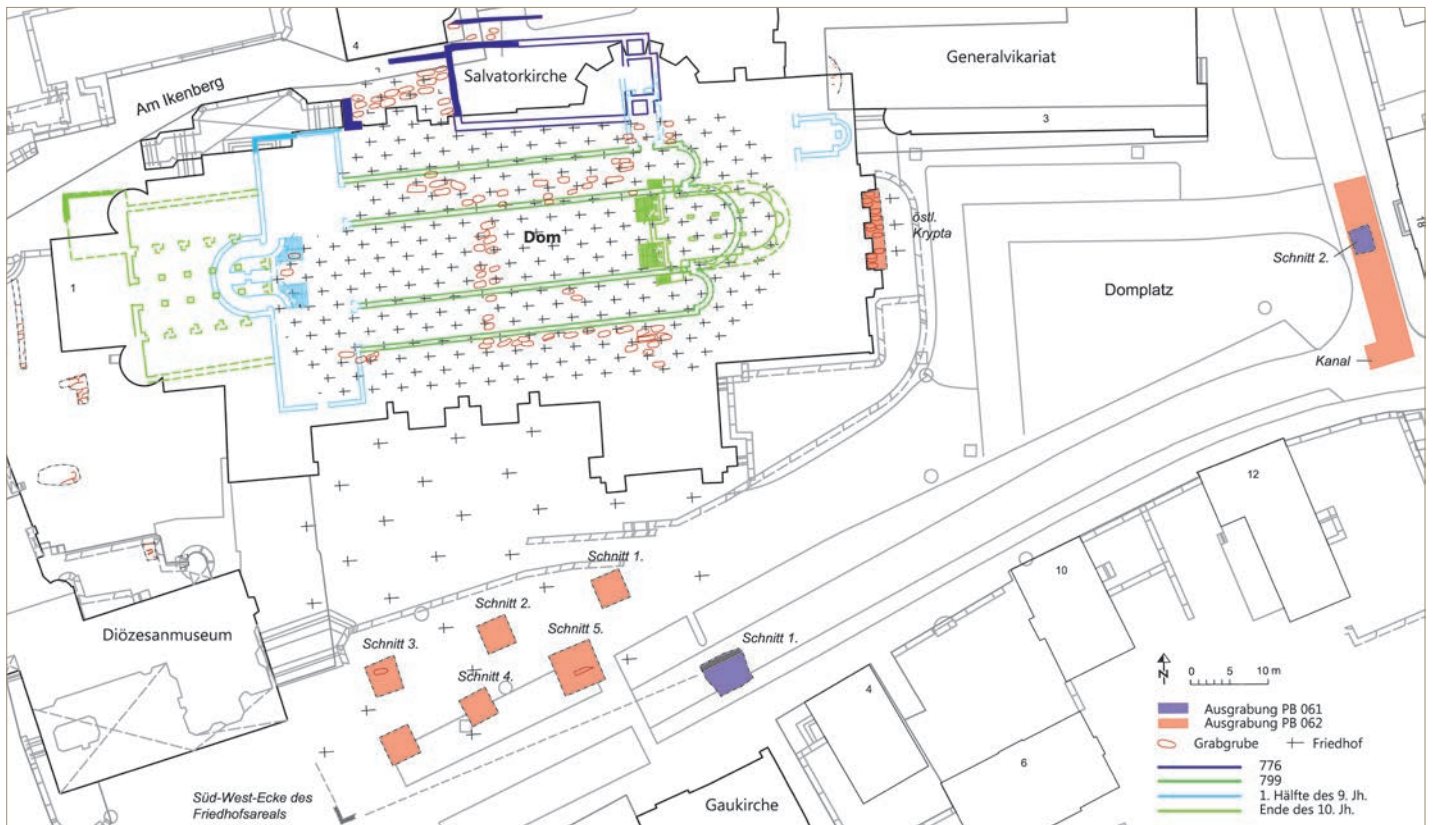 4
Am Ikenberg
Salvatorkirche
Generalvikariat
3
Dom
östl.
Krypta
18
Schnitt 2.
1
Domplatz
Kanal
12
Schnitt 1.
10
Schnitt 2.
Diözesanmuseum
Schnitt 3.
Schnitt 5.
Schnitt 1.
Schnitt 4.
4
N
0 5 10 m
Ausgrabung PB 061
Ausgrabung PB 062
Grabgrube
Friedhof
6
776
799
1. Hälfte des 9. Jh.
Ende des 10. Jh.
Süd-West-Ecke des
Friedhofsareals
Gaukirche